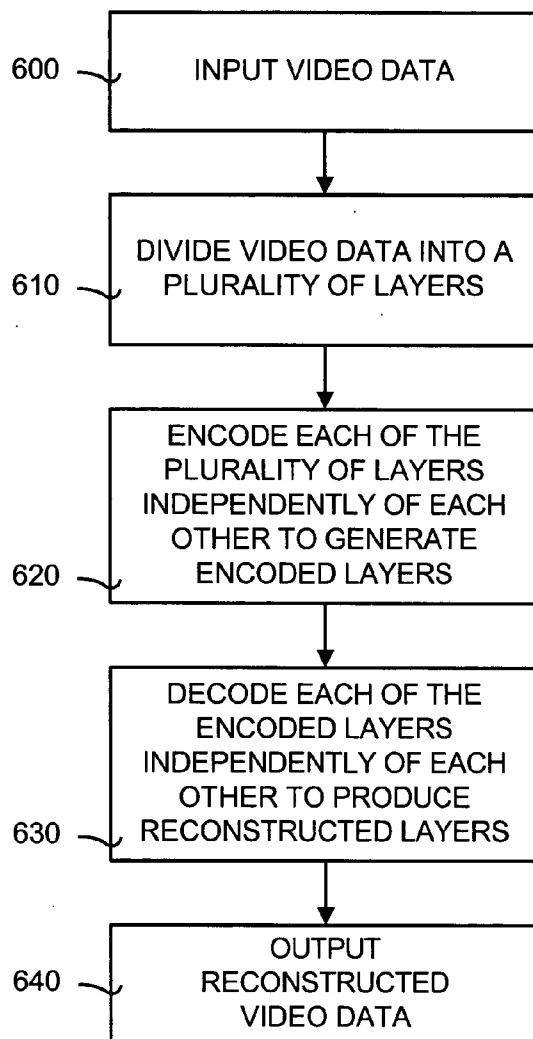 600
INPUT VIDEO DATA
DIVIDE VIDEO DATA INTO A
PLURALITY OF LAYERS
610
ENCODE EACH OF THE
PLURALITY OF LAYERS
INDEPENDENTLY OF EACH
OTHER TO GENERATE
ENCODED LAYERS
620
DECODE EACH OF THE
ENCODED LAYERS
INDEPENDENTLY OF EACH
OTHER TO PRODUCE
RECONSTRUCTED LAYERS
630
OUTPUT
RECONSTRUCTED
VIDEO DATA
640